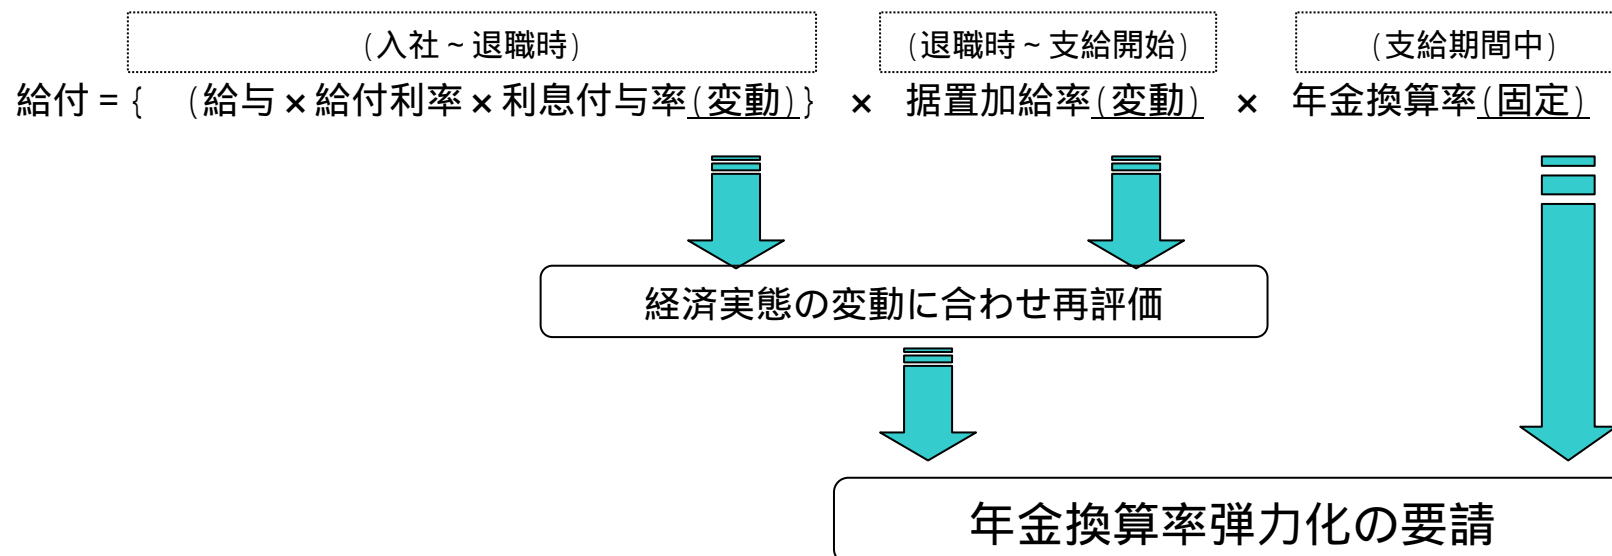 (入社~退職時) (退職時~支給開始) (支給期間中)
給付={ (給与×給付利率×利息付与率(変動)} × 据置加給率(変動) × 年金換算率(固定)
経済実態の変動に合わせ再評価
年金換算率弾力化の要請